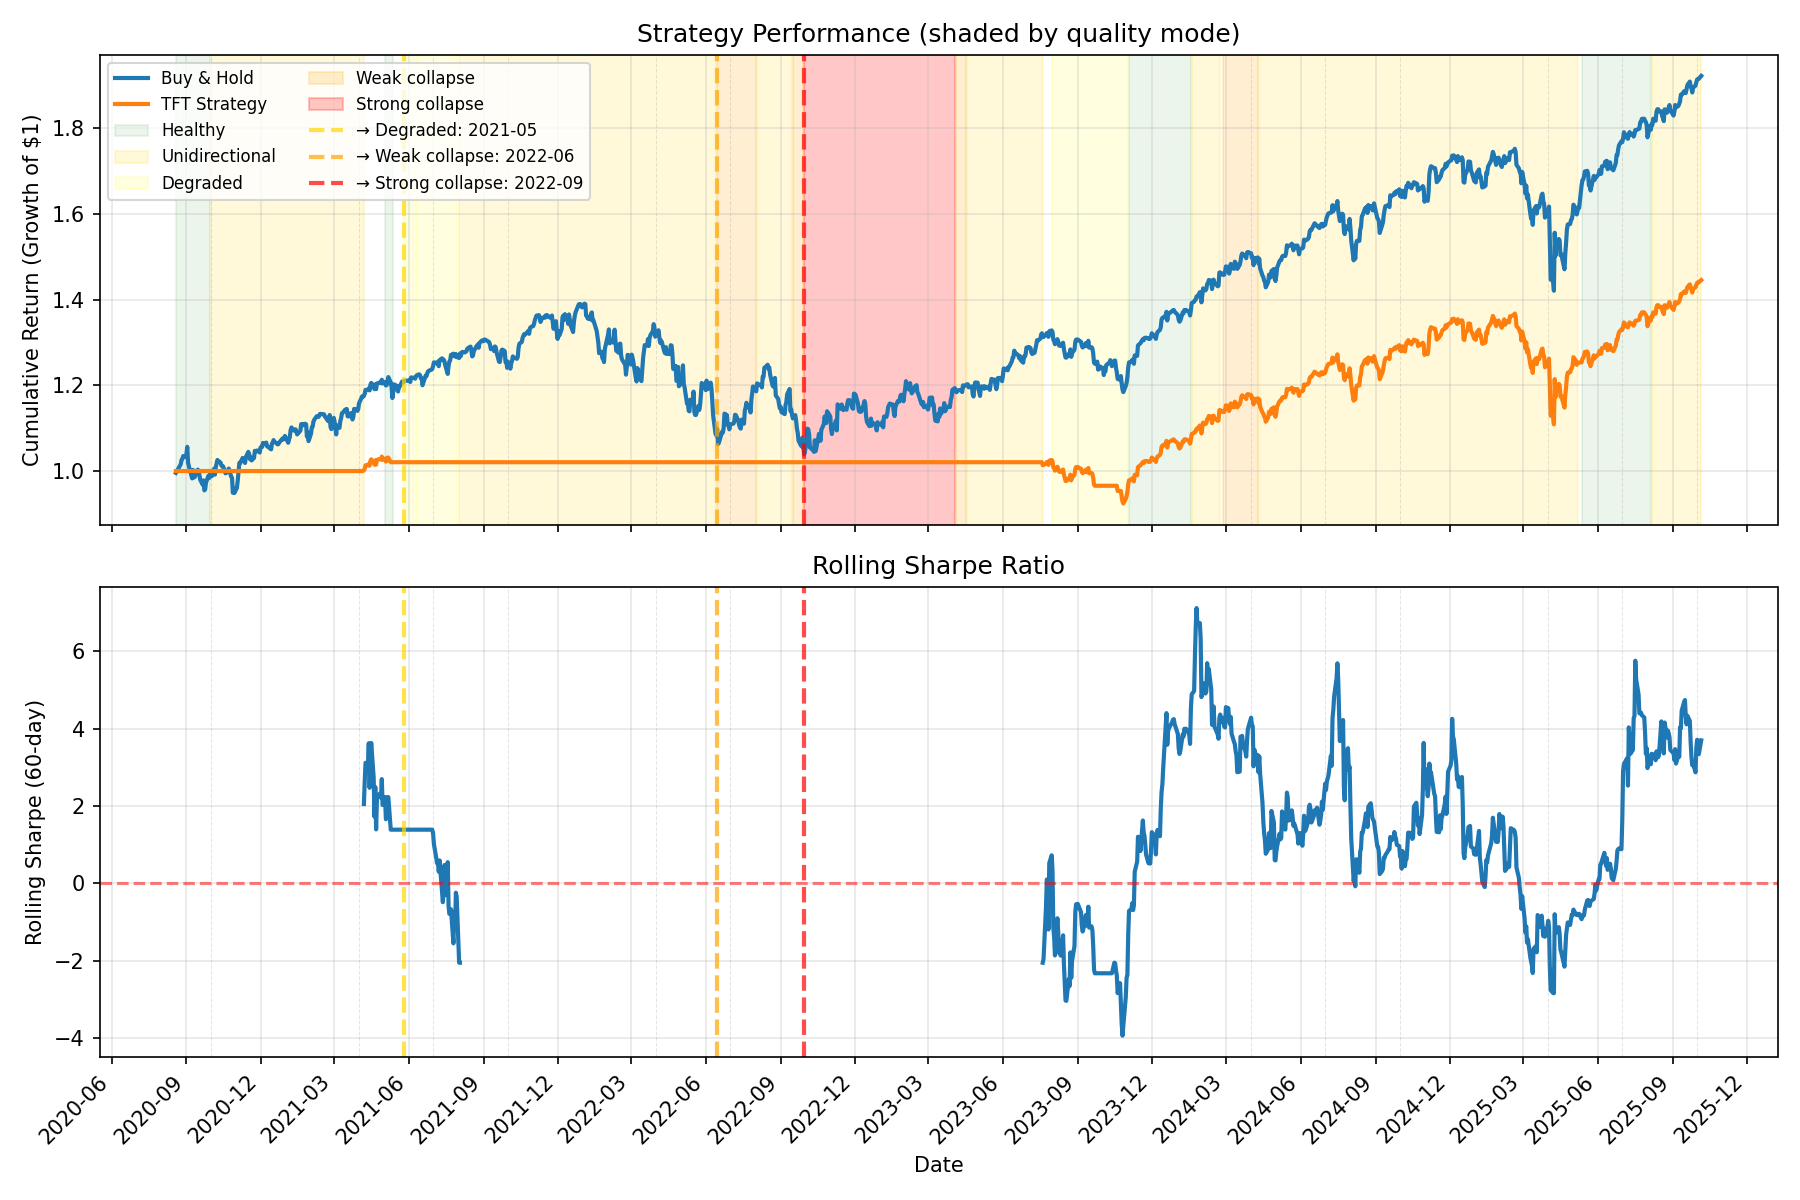 Strategy Performance (shaded by quality mode)
Cumulative Return (Growth of $1)
1.8
1.6
1.4
1.2
1.0
Buy & Hold
TFT Strategy
Healthy
Unidirectional
Degraded
Weak collapse
Strong collapse
→ Degraded: 2021-05
→ Weak collapse: 2022-06
→ Strong collapse: 2022-09
Rolling Sharpe Ratio
Rolling Sharpe (60-day)
6
4
2
0
−2
−4
2020-06
2020-09
2020-12
2021-03
2021-06
2021-09
2021-12
2022-03
2022-06
2022-09
2022-12
2023-03
2023-06
2023-09
2023-12
2024-03
2024-06
2024-09
2024-12
2025-03
2025-06
2025-09
2025-12
Date